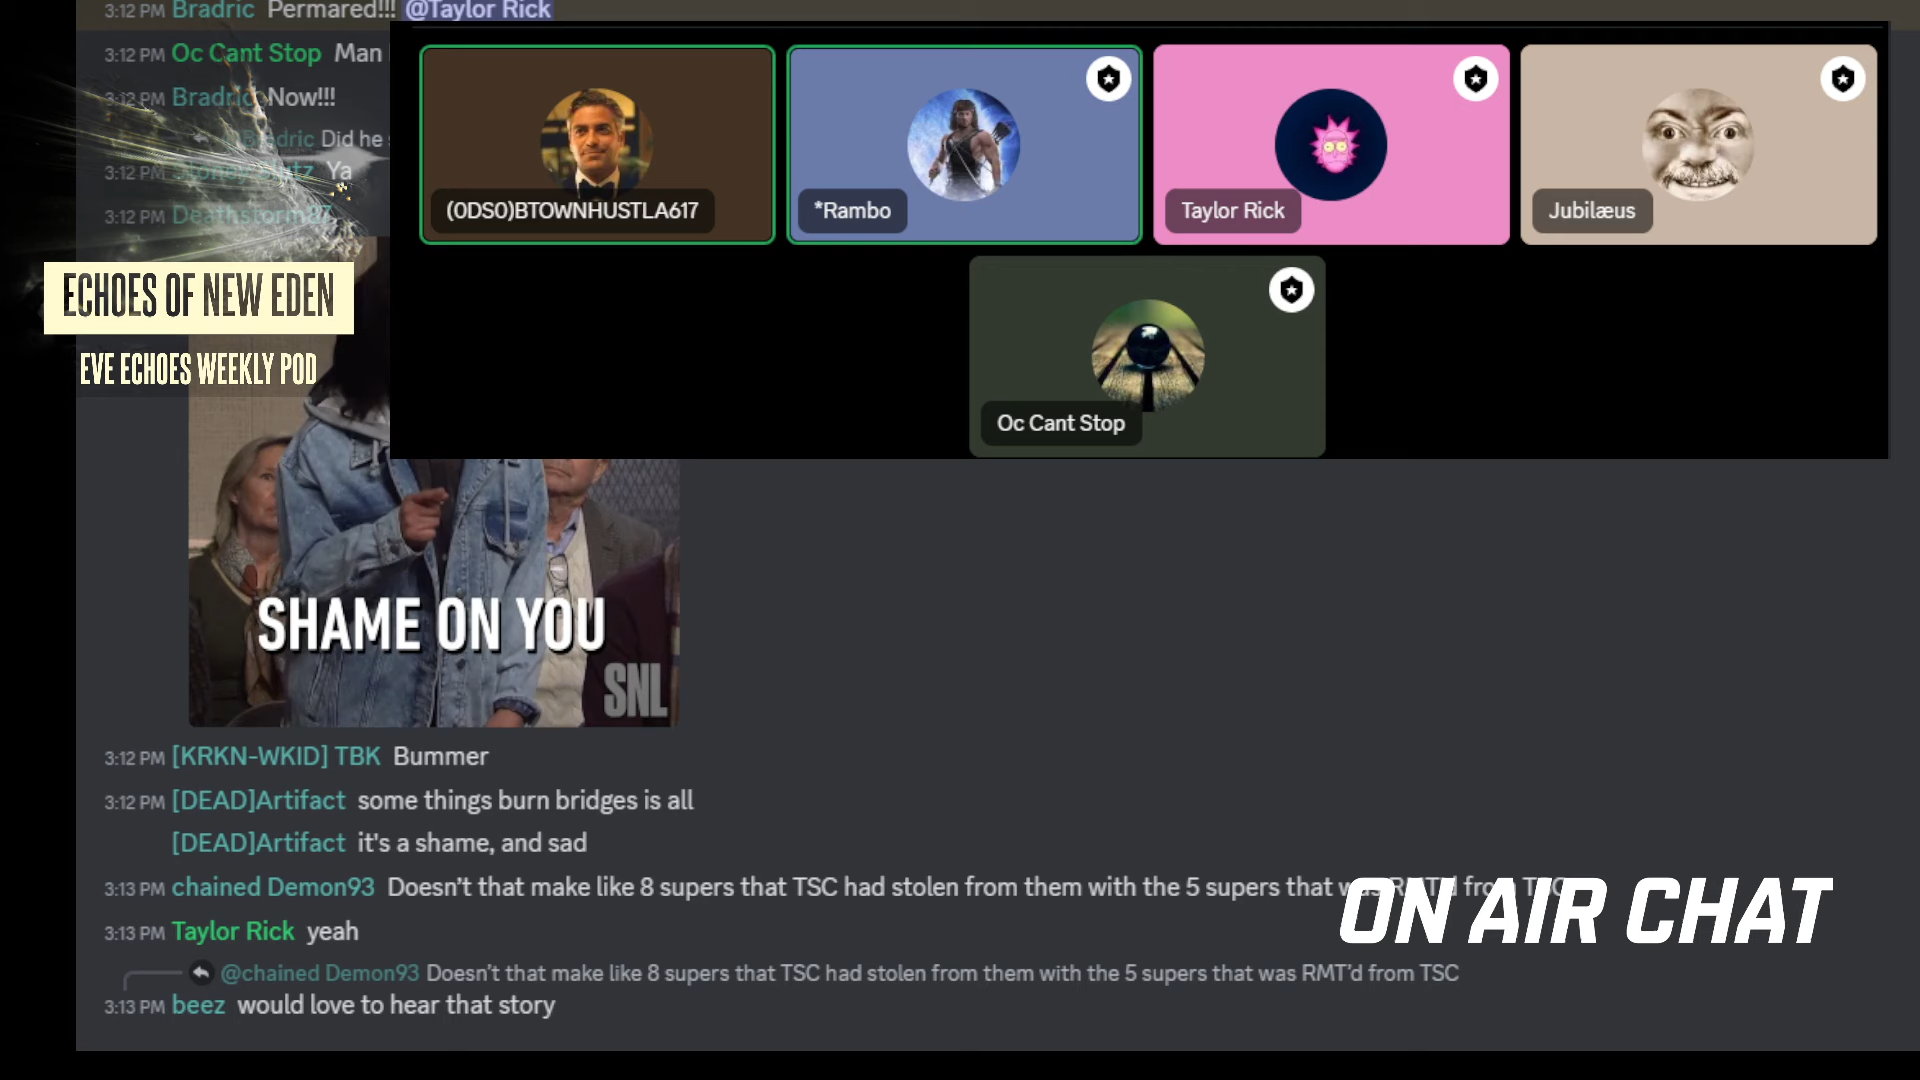 3:12 PM Bradric Permared!!! @Taylor Rick
3:12 PM Oc Cant Stop Man
3:12 PM Bradric Now!!!
@Bradric Did he
3:12 PM Ya
3:12 PM Deathstorm87
(0DS0)BTOWNHUSTLA617
*Rambo
Taylor Rick
Jubilæus
Oc Cant Stop
ECHOES OF NEW EDEN
EVE ECHOES WEEKLY POD
SHAME ON YOU
SNL
3:12 PM [KRKN-WKID] TBK Bummer
3:12 PM [DEAD]Artifact some things burn bridges is all
[DEAD]Artifact it's a shame, and sad
3:13 PM chained Demon93 Doesn't that make like 8 supers that TSC had stolen from them with the 5 supers that was RMT'd from TSC
ON AIR CHAT
3:13 PM Taylor Rick yeah
@chained Demon93 Doesn't that make like 8 supers that TSC had stolen from them with the 5 supers that was RMT'd from TSC
3:13 PM beez would love to hear that story